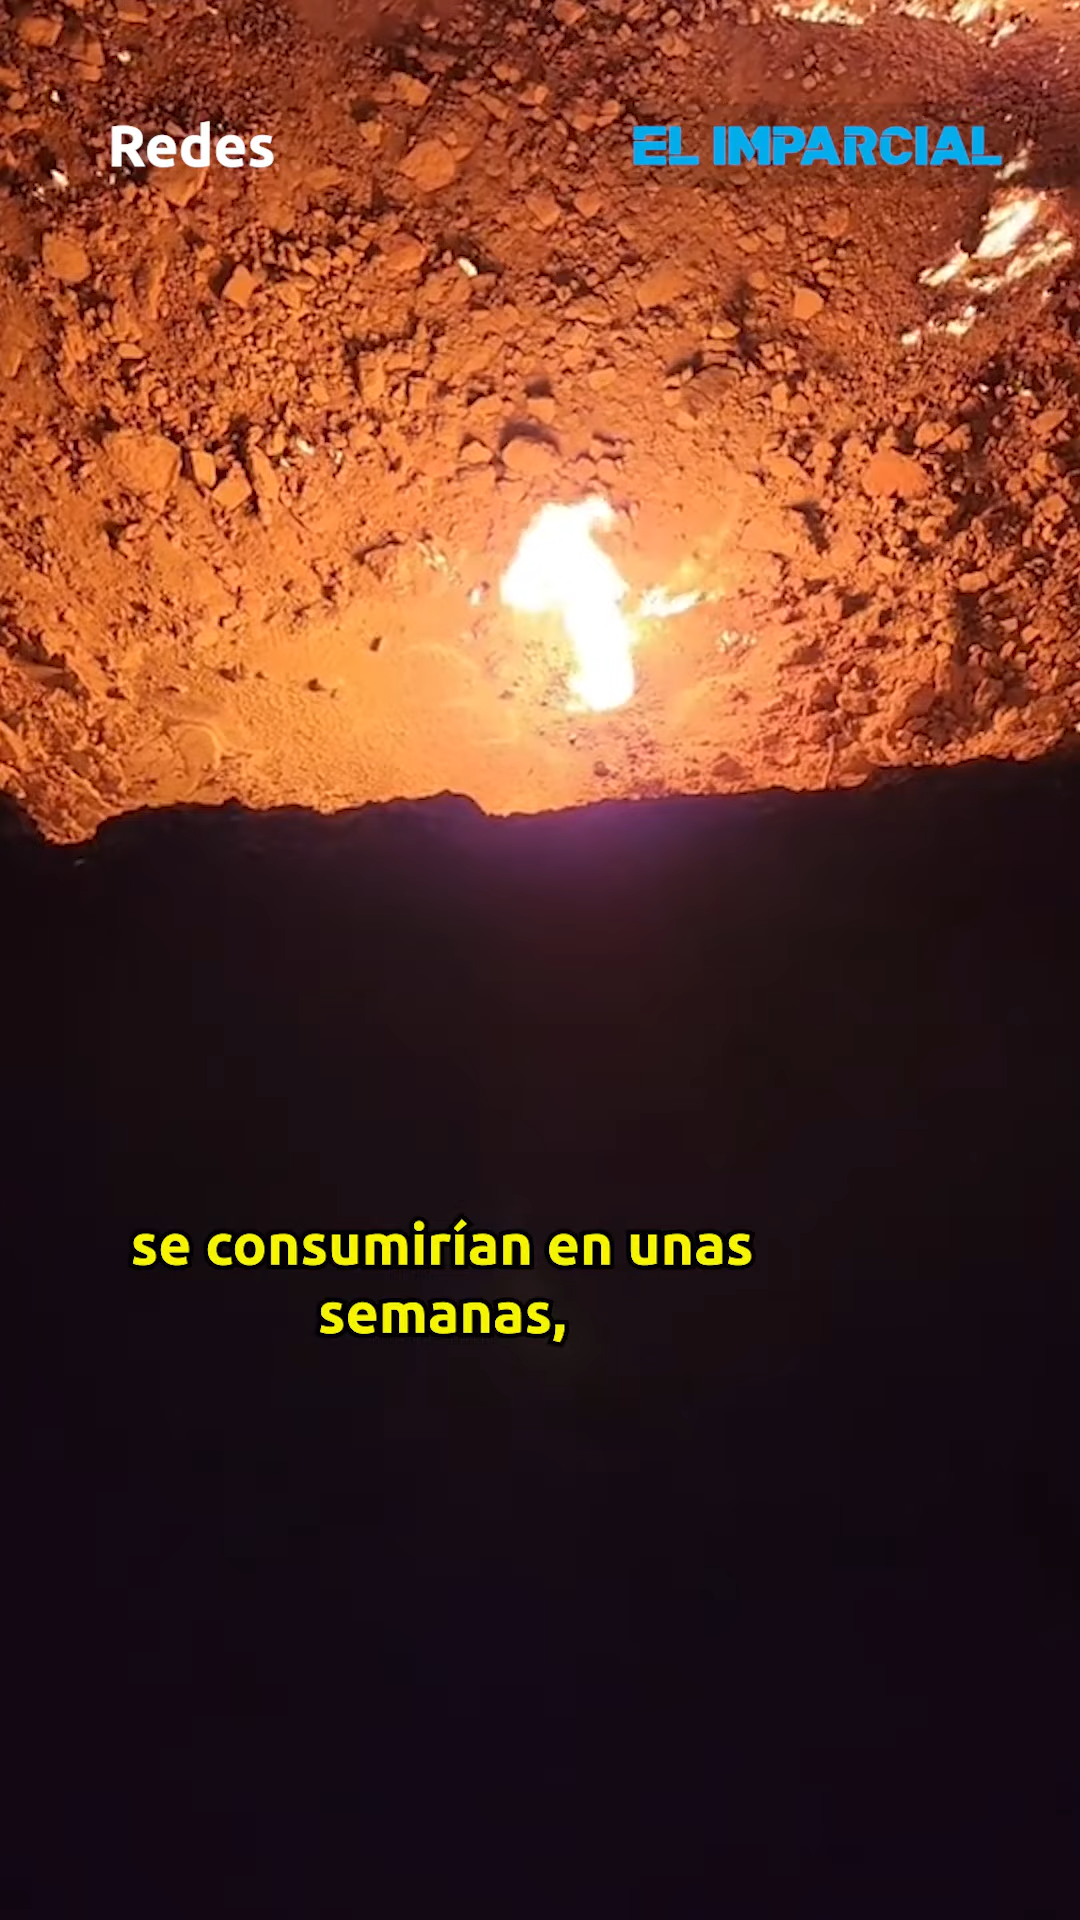 Redes
EL IMPARCIAL
se consumirían en unas
semanas,